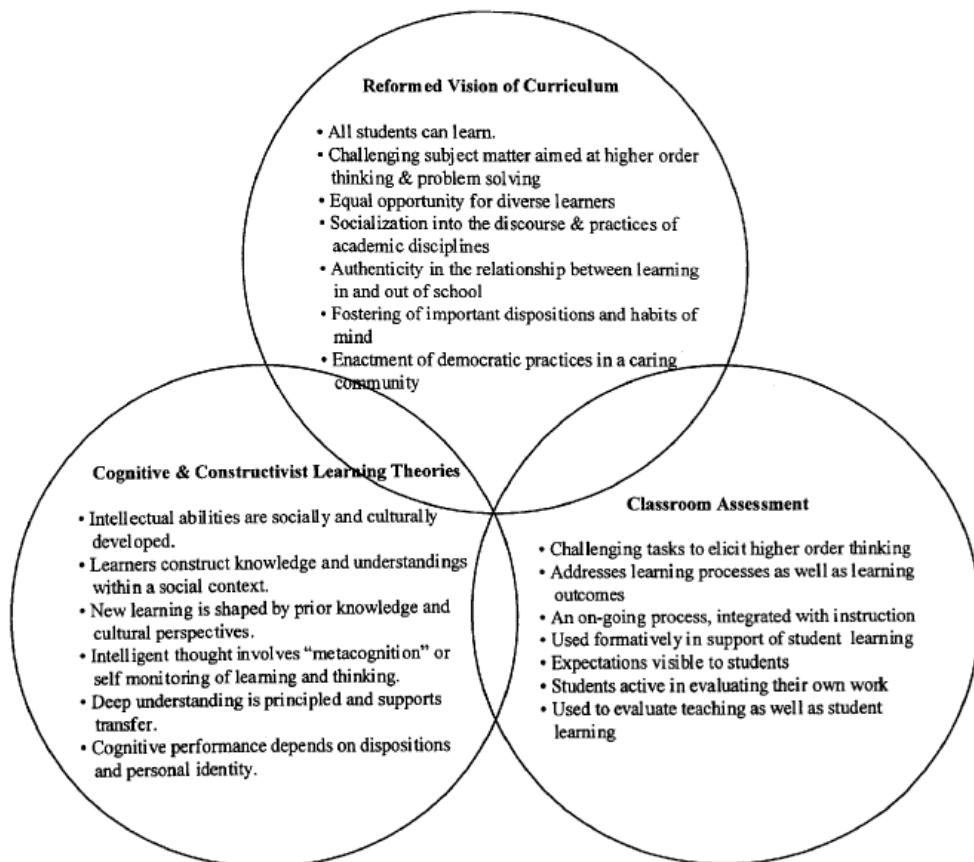 Reformed Vision of Curriculum
• All students can learn.
• Challenging subject matter aimed at higher order
thinking & problem solving
• Equal opportunity for diverse learners
• Socialization into the discourse & practices of
academic disciplines
• Authenticity in the relationship between learning
in and out of school
• Fostering of important dispositions and habits of
mind
• Enactment of democratic practices in a caring
community
Cognitive & Constructivist Learning Theories
• Intellectual abilities are socially and culturally
developed.
• Learners construct knowledge and understandings
within a social context.
• New learning is shaped by prior knowledge and
cultural perspectives.
• Intelligent thought involves “metacognition” or
self monitoring of learning and thinking.
• Deep understanding is principled and supports
transfer.
• Cognitive performance depends on dispositions
and personal identity.
Classroom Assessment
• Challenging tasks to elicit higher order thinking
• Addresses learning processes as well as learning
outcomes
• An on-going process, integrated with instruction
• Used formatively in support of student learning
• Expectations visible to students
• Students active in evaluating their own work
• Used to evaluate teaching as well as student
learning